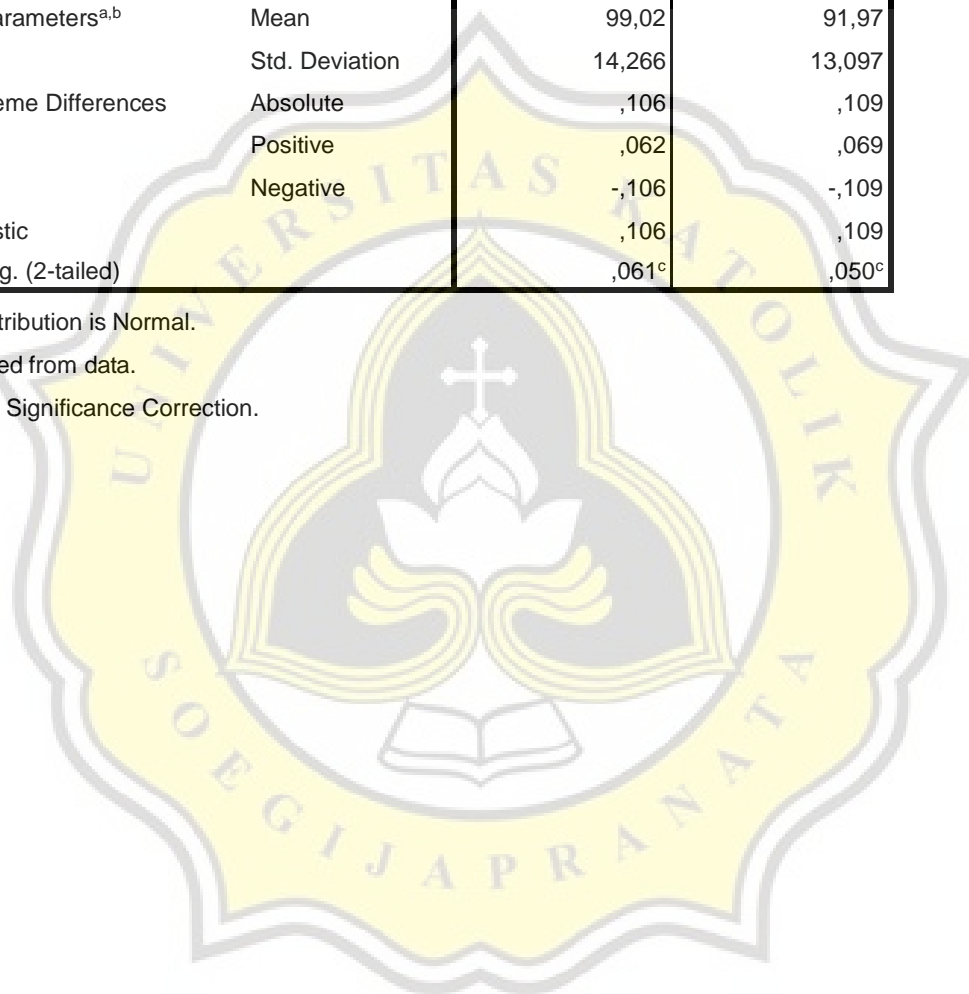 arameters^a,b Mean 99,02 91,97
Std. Deviation 14,266 13,097
eme Differences Absolute ,106 ,109
Positive ,062 ,069
Negative -,106 -,109
stic ,106 ,109
g. (2-tailed) ,061^c ,050^c
tribution is Normal.
ed from data.
Significance Correction.
UNIVERSITAS KATOLIK
SOEGIJAPRANATA